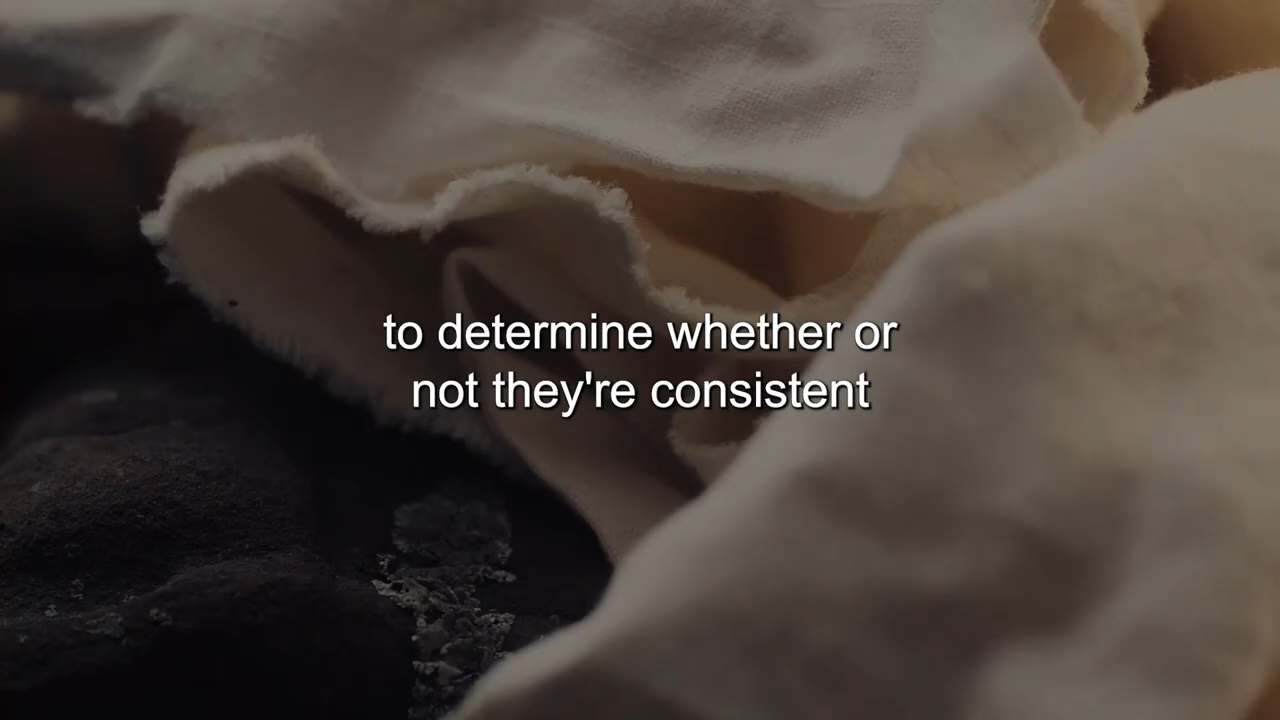 to determine whether or
not they're consistent